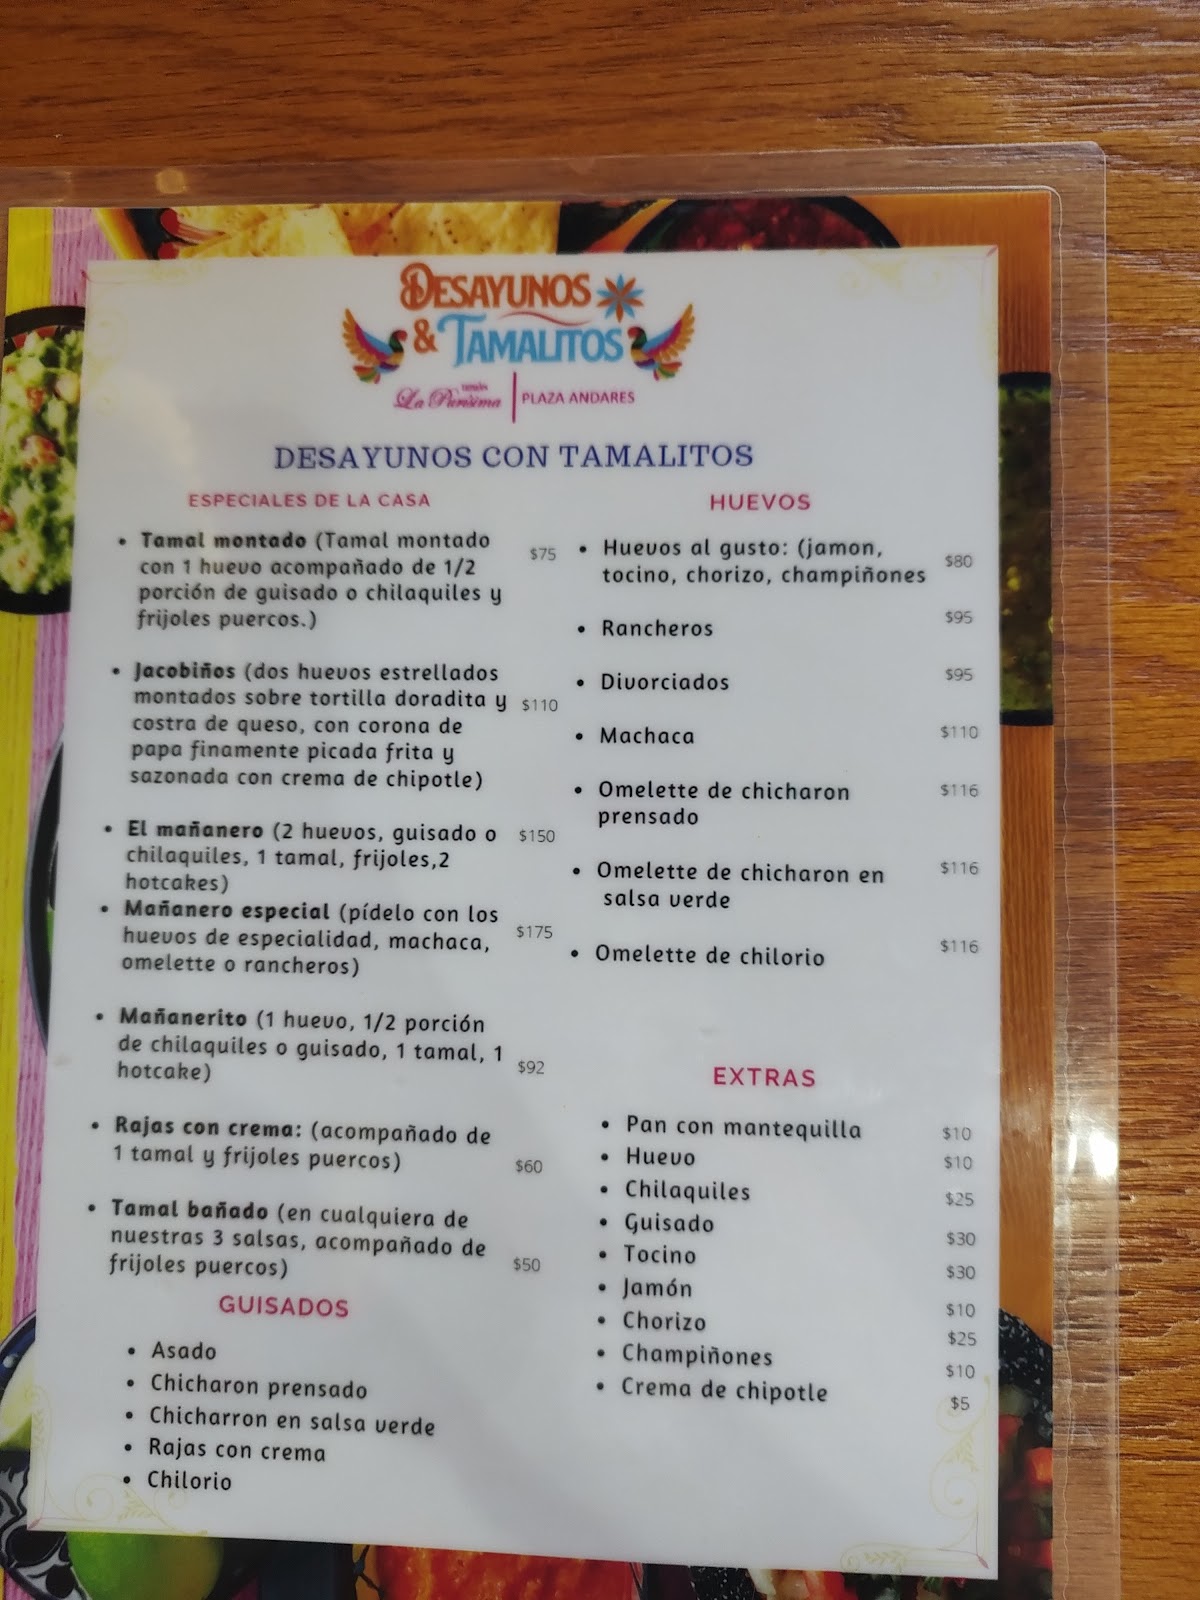 DESAYUNOS
& TAMALITOS
La Purísima | PLAZA ANDARES
DESAYUNOS CON TAMALITOS
ESPECIALES DE LA CASA
• Tamal montado (Tamal montado
con 1 huevo acompañado de 1/2
porción de guisado o chilaquiles y
frijoles puercos.)
$75
• Jacobiños (dos huevos estrellados
montados sobre tortilla doradita y
costra de queso, con corona de
papa finamente picada frita y
sazonada con crema de chipotle)
$110
• El mañanero (2 huevos, guisado o
chilaquiles, 1 tamal, frijoles,2
hotcakes)
$150
• Mañanero especial (pídelo con los
huevos de especialidad, machaca,
omelette o rancheros)
$175
• Mañanerito (1 huevo, 1/2 porción
de chilaquiles o guisado, 1 tamal, 1
hotcake)
$92
• Rajas con crema: (acompañado de
1 tamal y frijoles puercos)
$60
• Tamal bañado (en cualquiera de
nuestras 3 salsas, acompañado de
frijoles puercos)
$50
GUISADOS
• Asado
• Chicharon prensado
• Chicharron en salsa verde
• Rajas con crema
• Chilorio
HUEVOS
• Huevos al gusto: (jamon,
tocino, chorizo, champiñones
$80
• Rancheros
$95
• Divorciados
$95
• Machaca
$110
• Omelette de chicharon
prensado
$116
• Omelette de chicharon en
salsa verde
$116
• Omelette de chilorio
$116
EXTRAS
• Pan con mantequilla
$10
• Huevo
$10
• Chilaquiles
$25
• Guisado
$30
• Tocino
$30
• Jamón
$10
• Chorizo
$25
• Champiñones
$10
• Crema de chipotle
$5